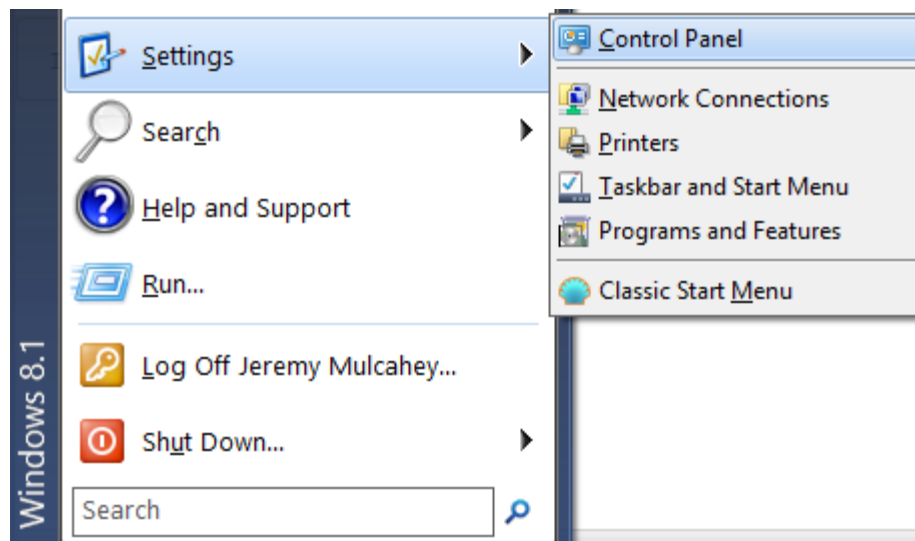 Settings
Search
Help and Support
Run...
Log Off Jeremy Mulcahey...
Shut Down...
Search
Windows 8.1
Control Panel
Network Connections
Printers
Taskbar and Start Menu
Programs and Features
Classic Start Menu